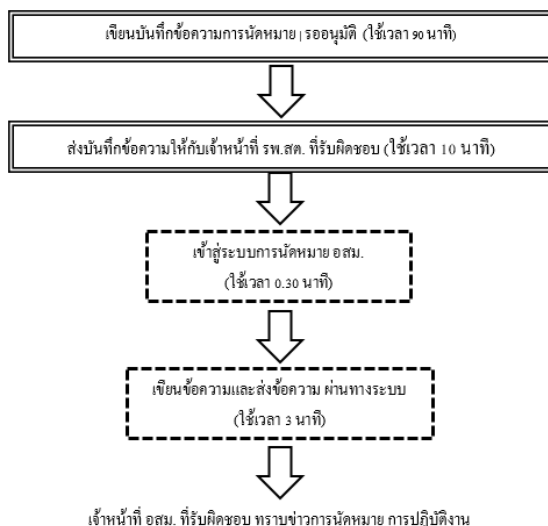 เขียนบันทึกข้อความการนัดหมาย | รออนุมัติ (ใช้เวลา 90 นาที)
ส่งบันทึกข้อความให้กับเจ้าหน้าที่ รพ.สต. ที่รับผิดชอบ (ใช้เวลา 10 นาที)
เข้าสู่ระบบการนัดหมาย อสม.
(ใช้เวลา 0.30 นาที)
เขียนข้อความและส่งข้อความ ผ่านทางระบบ
(ใช้เวลา 3 นาที)
เจ้าหน้าที่ อสม. ที่รับผิดชอบ ทราบข่าวการนัดหมาย การปฏิบัติงาน